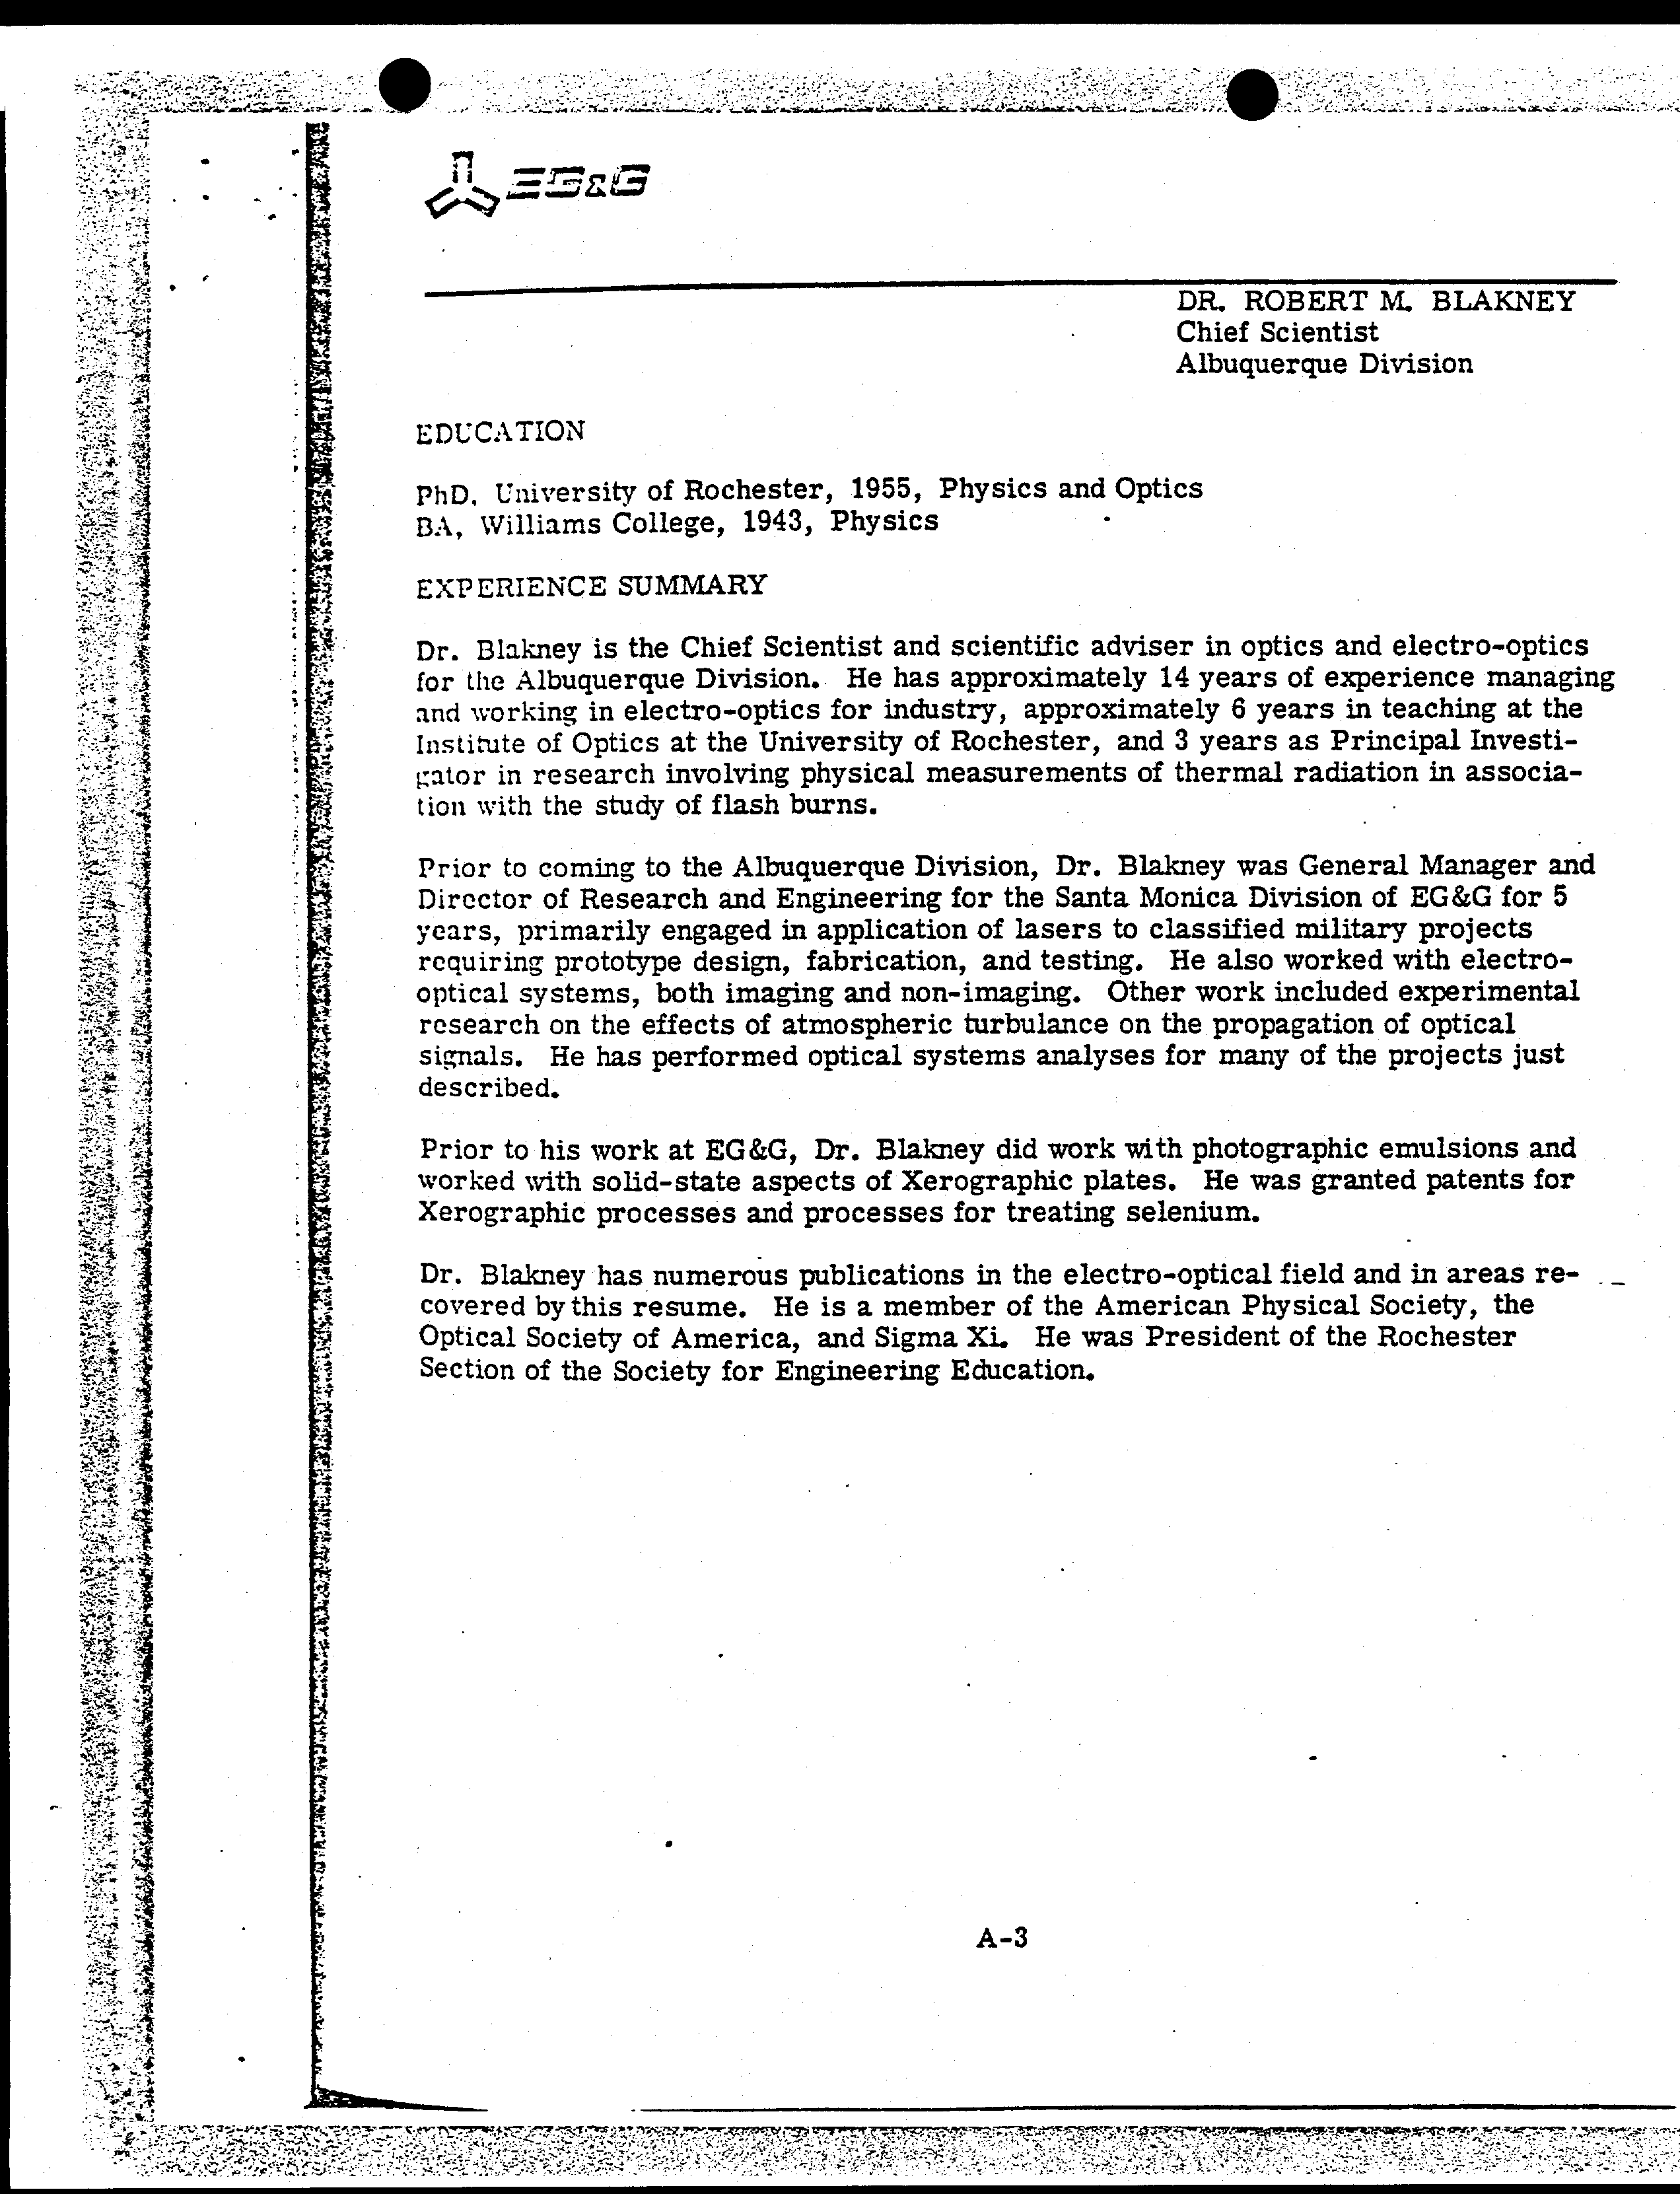 EG&G
DR. ROBERT M. BLAKNEY
Chief Scientist
Albuquerque Division
EDUCATION
PhD, University of Rochester, 1955, Physics and Optics
BA, Williams College, 1943, Physics
EXPERIENCE SUMMARY
Dr. Blakney is the Chief Scientist and scientific adviser in optics and electro-optics
for the Albuquerque Division. He has approximately 14 years of experience managing
and working in electro-optics for industry, approximately 6 years in teaching at the
Institute of Optics at the University of Rochester, and 3 years as Principal Investi-
gator in research involving physical measurements of thermal radiation in associa-
tion with the study of flash burns.
Prior to coming to the Albuquerque Division, Dr. Blakney was General Manager and
Director of Research and Engineering for the Santa Monica Division of EG&G for 5
years, primarily engaged in application of lasers to classified military projects
requiring prototype design, fabrication, and testing. He also worked with electro-
optical systems, both imaging and non-imaging. Other work included experimental
research on the effects of atmospheric turbulance on the propagation of optical
signals. He has performed optical systems analyses for many of the projects just
described.
Prior to his work at EG&G, Dr. Blakney did work with photographic emulsions and
worked with solid-state aspects of Xerographic plates. He was granted patents for
Xerographic processes and processes for treating selenium.
Dr. Blakney has numerous publications in the electro-optical field and in areas re-
covered by this resume. He is a member of the American Physical Society, the
Optical Society of America, and Sigma Xi. He was President of the Rochester
Section of the Society for Engineering Education.
A-3